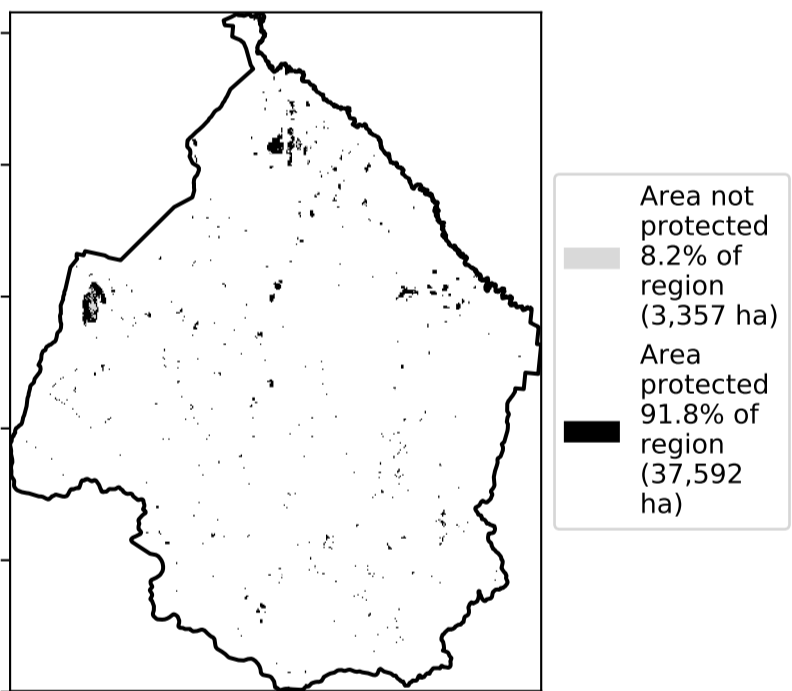 Area not
protected
8.2% of
region
(3,357 ha)
Area
protected
91.8% of
region
(37,592
ha)